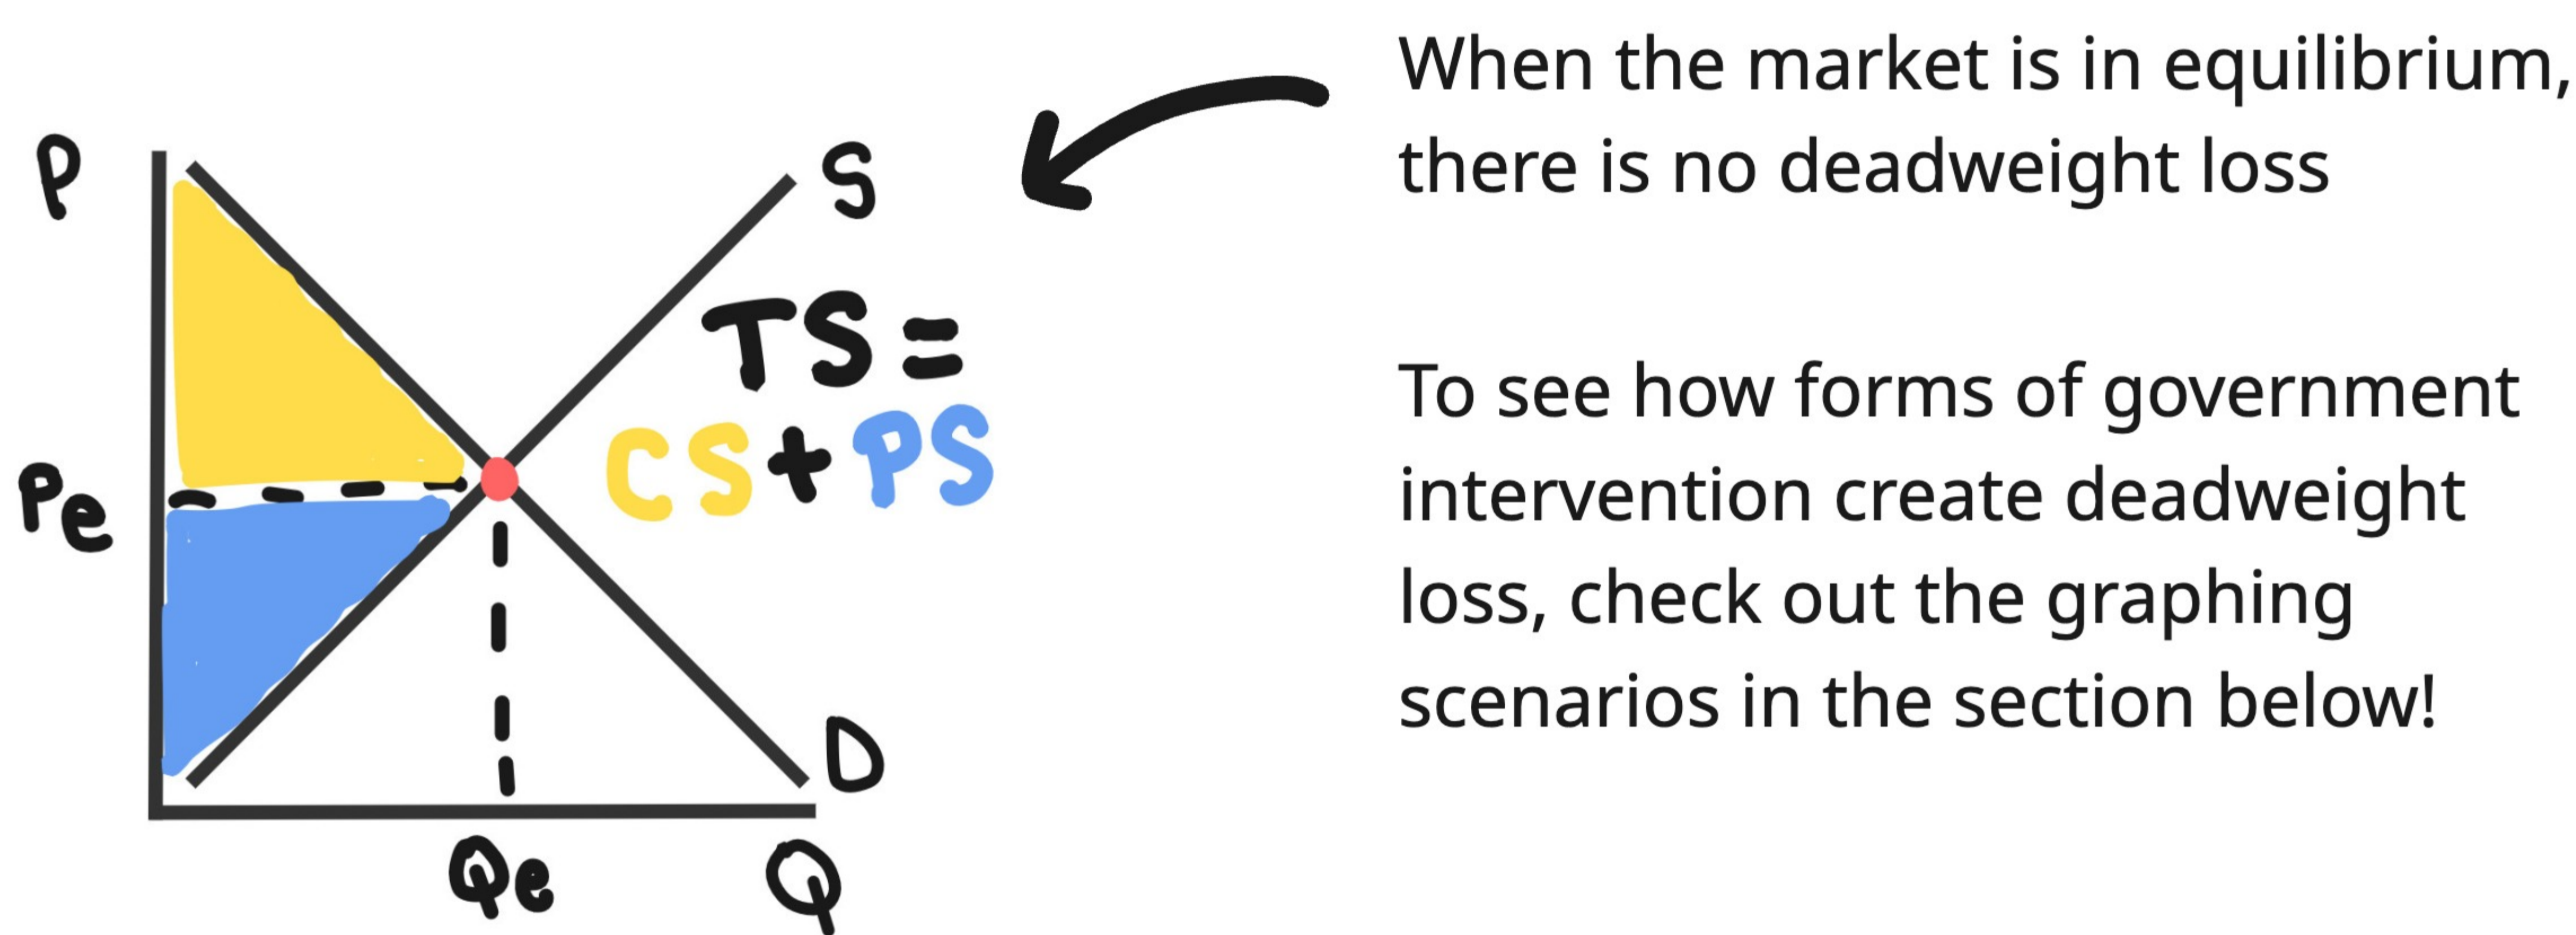 When the market is in equilibrium,
there is no deadweight loss
To see how forms of government
intervention create deadweight
loss, check out the graphing
scenarios in the section below!
P
S
TS=
CS+PS
Pe
D
Qe
Q